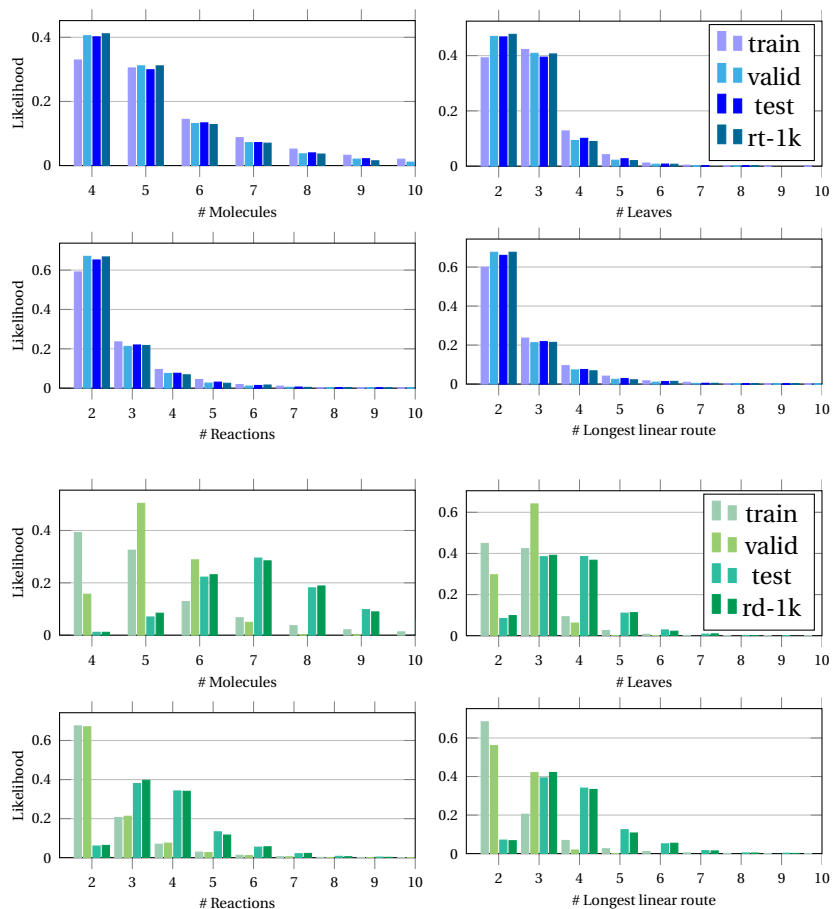 0.4
0.2
0
Likelihood
4 5 6 7 8 9 10
# Molecules
0.4
0.2
0
2 3 4 5 6 7 8 9 10
# Leaves
train
valid
test
rt-1k
0.6
0.4
0.2
0
Likelihood
2 3 4 5 6 7 8 9 10
# Reactions
0.6
0.4
0.2
0
2 3 4 5 6 7 8 9 10
# Longest linear route
0.4
0.2
0
Likelihood
4 5 6 7 8 9 10
# Molecules
0.6
0.4
0.2
0
2 3 4 5 6 7 8 9 10
# Leaves
train
valid
test
rd-1k
0.6
0.4
0.2
0
Likelihood
2 3 4 5 6 7 8 9 10
# Reactions
0.6
0.4
0.2
0
2 3 4 5 6 7 8 9 10
# Longest linear route